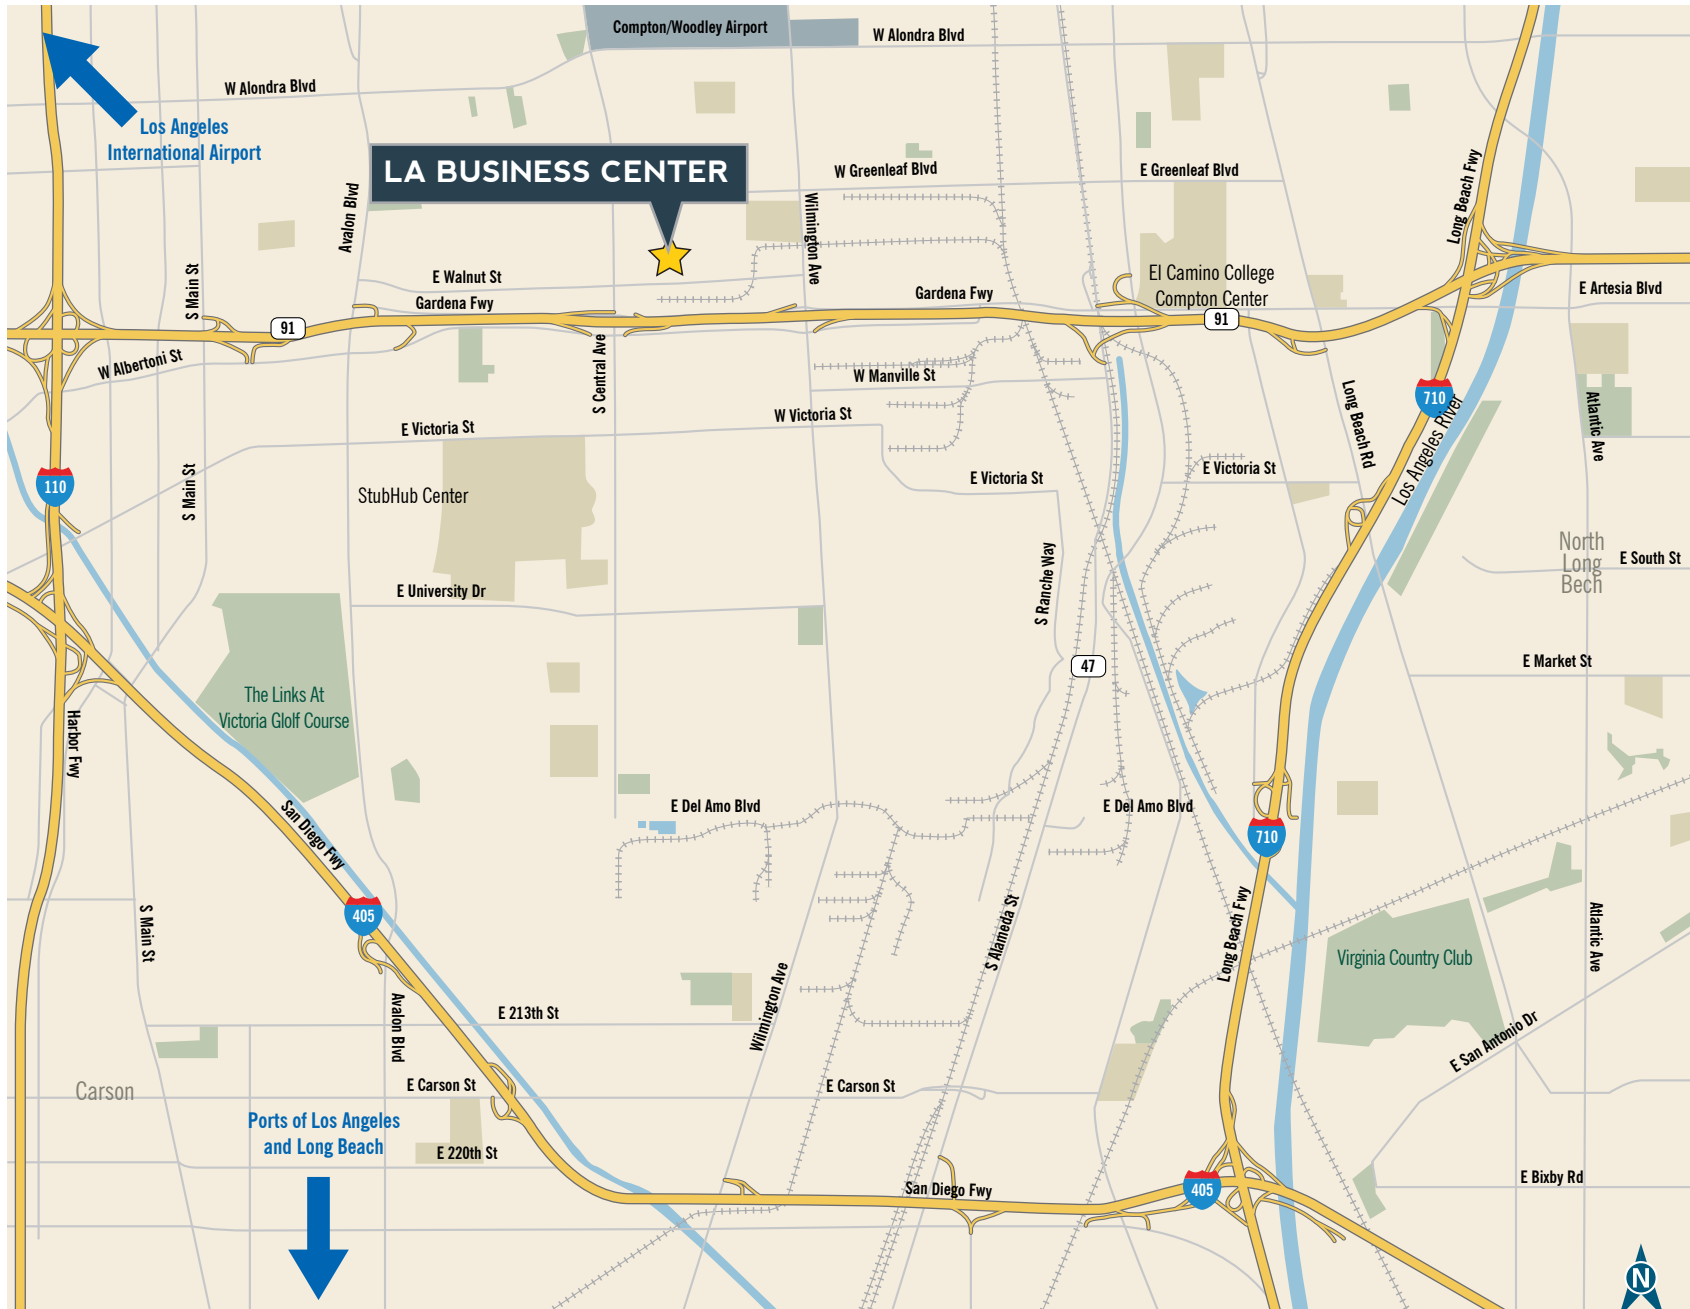 Compton/Woodley Airport
W Alondra Blvd
W Alondra Blvd
Los Angeles
International Airport
LA BUSINESS CENTER
W Greenleaf Blvd
E Greenleaf Blvd
Long Beach Fwy
Avalon Blvd
Wilmington Ave
S Main St
E Walnut St
Gardena Fwy
Gardena Fwy
El Camino College
Compton Center
E Artesia Blvd
91
91
W Albertoni St
S Central Ave
W Manville St
710
Long Beach Rd
Los Angeles River
Atlantic Ave
E Victoria St
W Victoria St
E Victoria St
E Victoria St
110
S Main St
StubHub Center
North
Long
Bech
E South St
S Ranche Way
E University Dr
47
E Market St
The Links At
Victoria Glolf Course
Harbor Fwy
San Diego Fwy
E Del Amo Blvd
E Del Amo Blvd
710
405
S Main St
S Alameda St
Long Beach Fwy
Virginia Country Club
Atlantic Ave
Wilmington Ave
Avalon Blvd
E 213th St
E San Antonio Dr
Carson
E Carson St
E Carson St
Ports of Los Angeles
and Long Beach
E 220th St
San Diego Fwy
405
E Bixby Rd
N